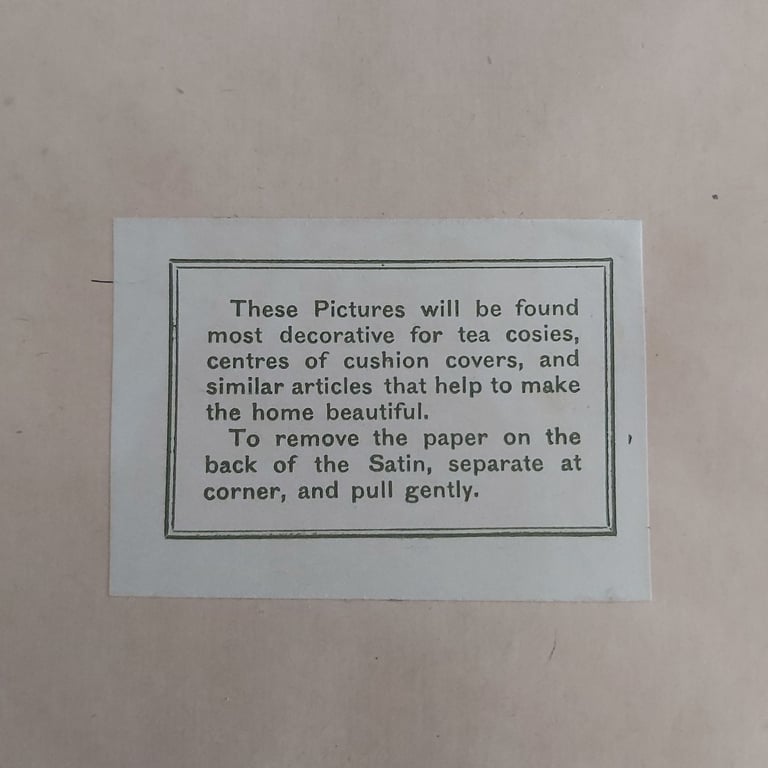 These Pictures will be found
most decorative for tea cosies,
centres of cushion covers, and
similar articles that help to make
the home beautiful.
To remove the paper on the
back of the Satin, separate at
corner, and pull gently.